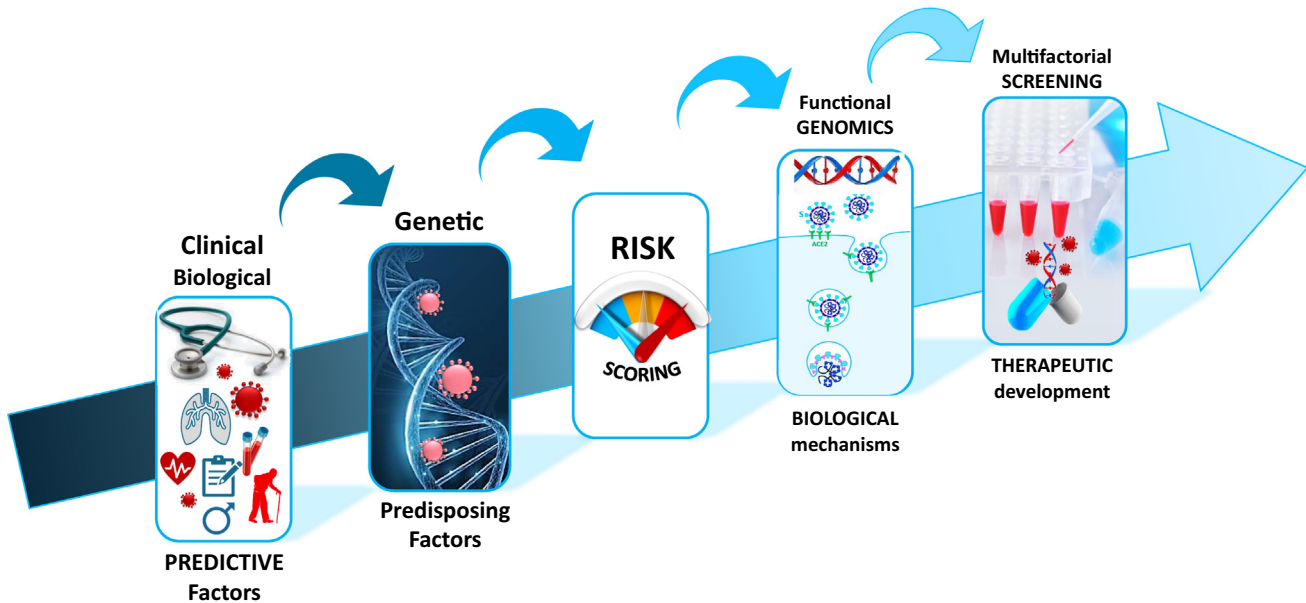 Clinical
Biological
PREDICTIVE
Factors
Genetic
Predisposing
Factors
RISK
SCORING
Functional
GENOMICS
S
ACE2
BIOLOGICAL
mechanisms
Multifactorial
SCREENING
THERAPEUTIC
development